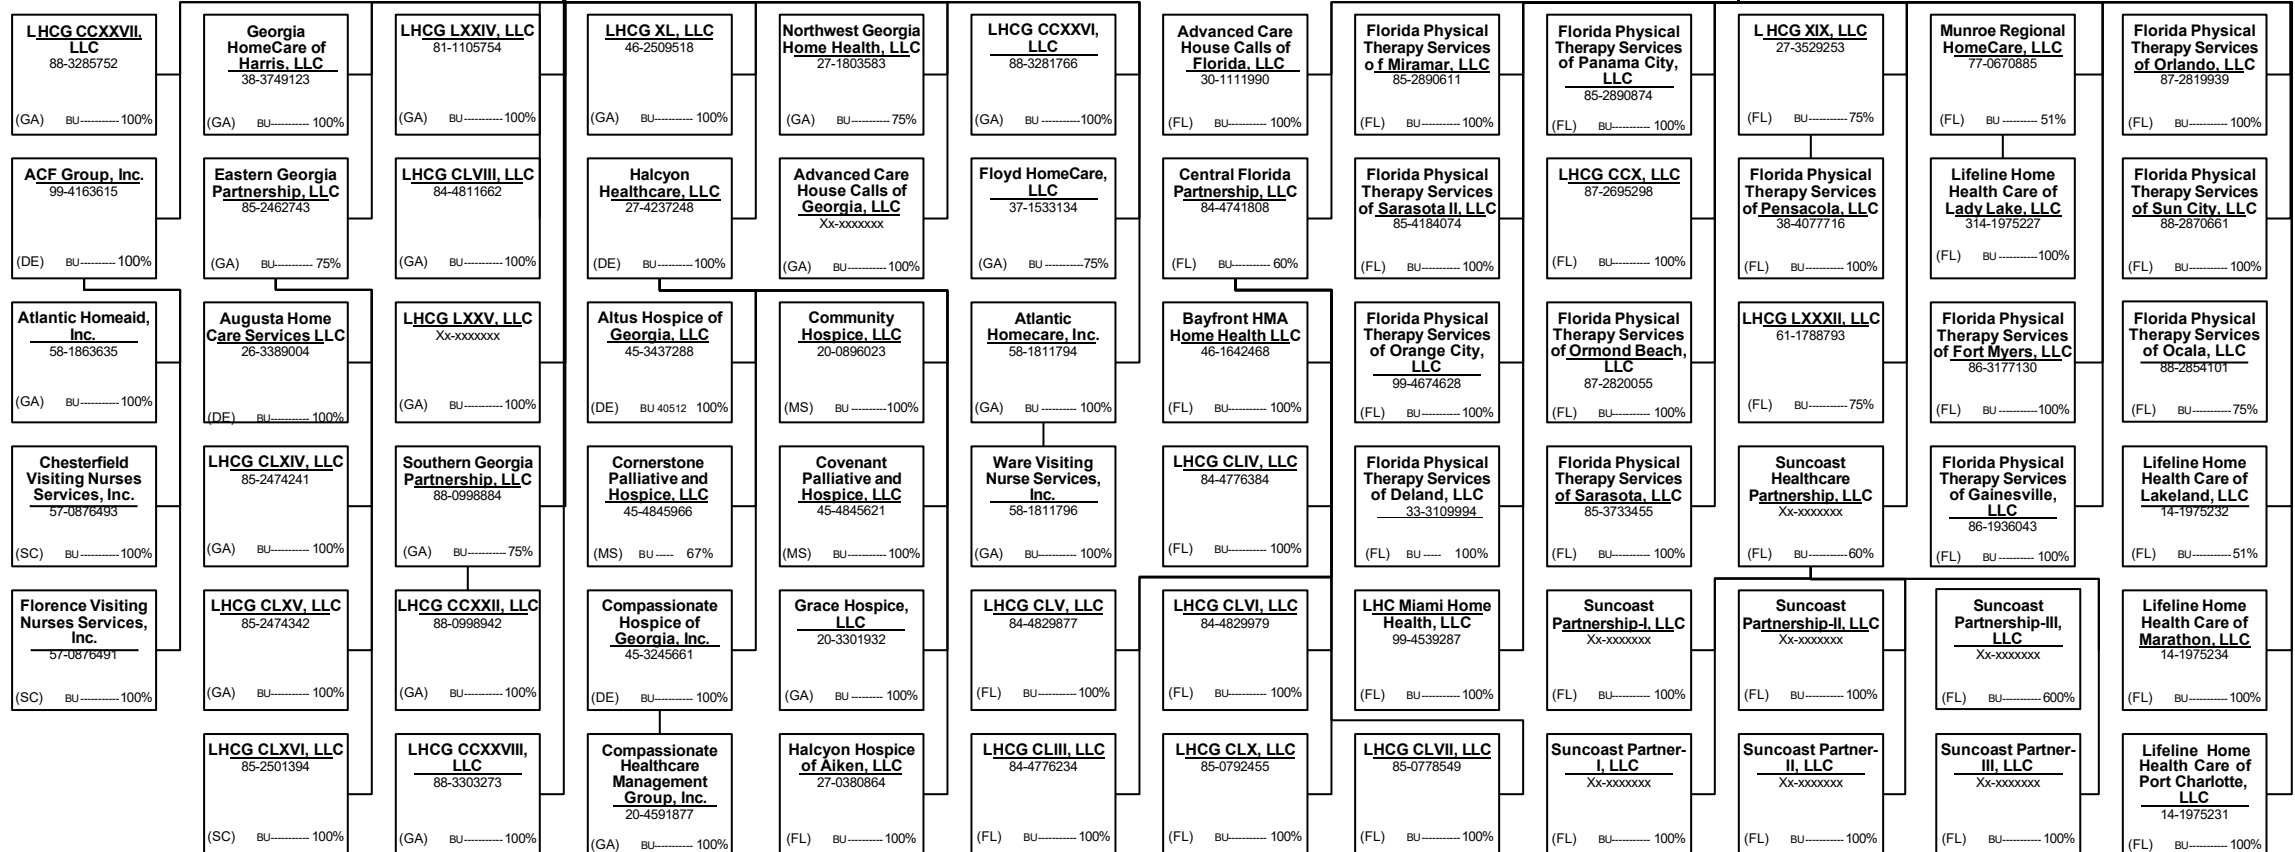 LHCG CCXXVII,
LLC
88-3285752
(GA) BU----------- 100%
Georgia
HomeCare of
Harris, LLC
38-3749123
(GA) BU----------- 100%
LHCG LXXIV, LLC
81-1105754
(GA) BU----------- 100%
LHCG XL, LLC
46-2509518
(GA) BU----------- 100%
Northwest Georgia
Home Health, LLC
27-1803583
(GA) BU----------- 75%
LHCG CCXXVI,
LLC
88-3281766
(GA) BU----------- 100%
Advanced Care
House Calls of
Florida, LLC
30-1111990
(FL) BU----------- 100%
Florida Physical
Therapy Services
of Miramar, LLC
85-2890611
(FL) BU----------- 100%
Florida Physical
Therapy Services
of Panama City,
LLC
85-2890874
(FL) BU----------- 100%
LHCG XIX, LLC
27-3529253
(FL) BU----------- 75%
Munroe Regional
HomeCare, LLC
77-0670885
(FL) BU---------- 51%
Florida Physical
Therapy Services
of Orlando, LLC
87-2819939
(FL) BU----------- 100%
ACF Group, Inc.
99-4163615
(DE) BU----------- 100%
Eastern Georgia
Partnership, LLC
85-2462743
(GA) BU----------- 75%
LHCG CLVIII, LLC
84-4811662
(GA) BU----------- 100%
Halcyon
Healthcare, LLC
27-4237248
(DE) BU----------- 100%
Advanced Care
House Calls of
Georgia, LLC
Xx-xxxxxxx
(GA) BU----------- 100%
Floyd HomeCare,
LLC
37-1533134
(GA) BU----------- 75%
Central Florida
Partnership, LLC
84-4741808
(FL) BU----------- 60%
Florida Physical
Therapy Services
of Sarasota II, LLC
85-4184074
(FL) BU----------- 100%
LHCG CCX, LLC
87-2695298
(FL) BU----------- 100%
Florida Physical
Therapy Services
of Pensacola, LLC
38-4077716
(FL) BU----------- 100%
Lifeline Home
Health Care of
Lady Lake, LLC
314-1975227
(FL) BU----------- 100%
Florida Physical
Therapy Services
of Sun City, LLC
88-2870661
(FL) BU----------- 100%
Atlantic Homeaid,
Inc.
58-1863635
(GA) BU----------- 100%
Augusta Home
Care Services LLC
26-3389004
(DE) BU----------- 100%
LHCG LXXV, LLC
Xx-xxxxxxx
(GA) BU----------- 100%
Altus Hospice of
Georgia, LLC
45-3437288
(DE) BU 40512 100%
Community
Hospice, LLC
20-0896023
(MS) BU ----------100%
Atlantic
Homecare, Inc.
58-1811794
(GA) BU----------- 100%
Bayfront HMA
Home Health LLC
46-1642468
(FL) BU----------- 100%
Florida Physical
Therapy Services
of Orange City,
LLC
99-4674628
(FL) BU----------- 100%
Florida Physical
Therapy Services
of Ormond Beach,
LLC
87-2820055
(FL) BU----------- 100%
LHCG LXXXII, LLC
61-1788793
(FL) BU----------- 75%
Florida Physical
Therapy Services
of Fort Myers, LLC
86-3177130
(FL) BU----------- 100%
Florida Physical
Therapy Services
of Ocala, LLC
88-2854101
(FL) BU----------- 75%
Chesterfield
Visiting Nurses
Services, Inc.
57-0876493
(SC) BU----------- 100%
LHCG CLXIV, LLC
85-2474241
(GA) BU----------- 100%
Southern Georgia
Partnership, LLC
88-0998884
(GA) BU----------- 75%
Cornerstone
Palliative and
Hospice, LLC
45-4845966
(MS) BU ----- 67%
Covenant
Palliative and
Hospice, LLC
45-4845621
(MS) BU----------- 100%
Ware Visiting
Nurse Services,
Inc.
58-1811796
(GA) BU----------- 100%
LHCG CLIV, LLC
84-4776384
(FL) BU----------- 100%
Florida Physical
Therapy Services
of Deland, LLC
33-3109994
(FL) BU ----- 100%
Florida Physical
Therapy Services
of Sarasota, LLC
85-3733455
(FL) BU----------- 100%
Suncoast
Healthcare
Partnership, LLC
Xx-xxxxxxx
(FL) BU----------- 60%
Florida Physical
Therapy Services
of Gainesville,
LLC
86-1936043
(FL) BU----------- 100%
Lifeline Home
Health Care of
Lakeland, LLC
14-1975232
(FL) BU----------- 51%
Florence Visiting
Nurses Services,
Inc.
57-0876491
(SC) BU----------- 100%
LHCG CLXV, LLC
85-2474342
(GA) BU----------- 100%
LHCG CCXXII, LLC
88-0998942
(GA) BU----------- 100%
Compassionate
Hospice of
Georgia, Inc.
45-3245661
(DE) BU----------- 100%
Grace Hospice,
LLC
20-3301932
(GA) BU--------- 100%
LHCG CLV, LLC
84-4829877
(FL) BU----------- 100%
LHCG CLVI, LLC
84-4829979
(FL) BU----------- 100%
LHC Miami Home
Health, LLC
99-4539287
(FL) BU----------- 100%
Suncoast
Partnership-I, LLC
Xx-xxxxxxx
(FL) BU----------- 100%
Suncoast
Partnership-II, LLC
Xx-xxxxxxx
(FL) BU----------- 100%
Suncoast
Partnership-III,
LLC
Xx-xxxxxxx
(FL) BU----------- 600%
Lifeline Home
Health Care of
Marathon, LLC
14-1975234
(FL) BU----------- 100%
LHCG CLXVI, LLC
85-2501394
(SC) BU----------- 100%
LHCG CCXXVIII,
LLC
88-3303273
(GA) BU----------- 100%
Compassionate
Healthcare
Management
Group, Inc.
20-4591877
(GA) BU----------- 100%
Halcyon Hospice
of Aiken, LLC
27-0380864
(FL) BU----------- 100%
LHCG CLIII, LLC
84-4776234
(FL) BU----------- 100%
LHCG CLX, LLC
85-0792455
(FL) BU----------- 100%
LHCG CLVII, LLC
85-0778549
(FL) BU----------- 100%
Suncoast Partner-
I, LLC
Xx-xxxxxxx
(FL) BU----------- 100%
Suncoast Partner-
II, LLC
Xx-xxxxxxx
(FL) BU----------- 100%
Suncoast Partner-
III, LLC
Xx-xxxxxxx
(FL) BU----------- 100%
Lifeline Home
Health Care of
Port Charlotte,
LLC
14-1975231
(FL) BU----------- 100%